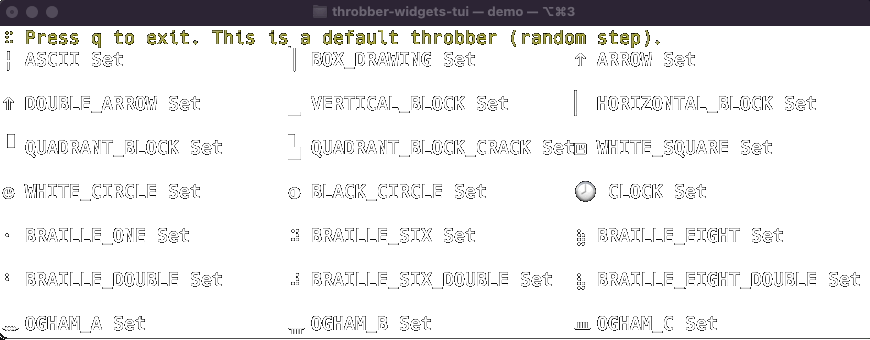 throbber-widgets-tui — demo — ⌥⌘3
Press q to exit. This is a default throbber (random step).
ASCII Set BOX_DRAWING Set ↑ ARROW Set
⇑ DOUBLE_ARROW Set VERTICAL_BLOCK Set HORIZONTAL_BLOCK Set
QUADRANT_BLOCK Set QUADRANT_BLOCK_CRACK Set WHITE_SQUARE Set
WHITE_CIRCLE Set BLACK_CIRCLE Set CLOCK Set
BRAILLE_ONE Set BRAILLE_SIX Set BRAILLE_EIGHT Set
BRAILLE_DOUBLE Set BRAILLE_SIX_DOUBLE Set BRAILLE_EIGHT_DOUBLE Set
OGHAM_A Set OGHAM_B Set OGHAM_C Set